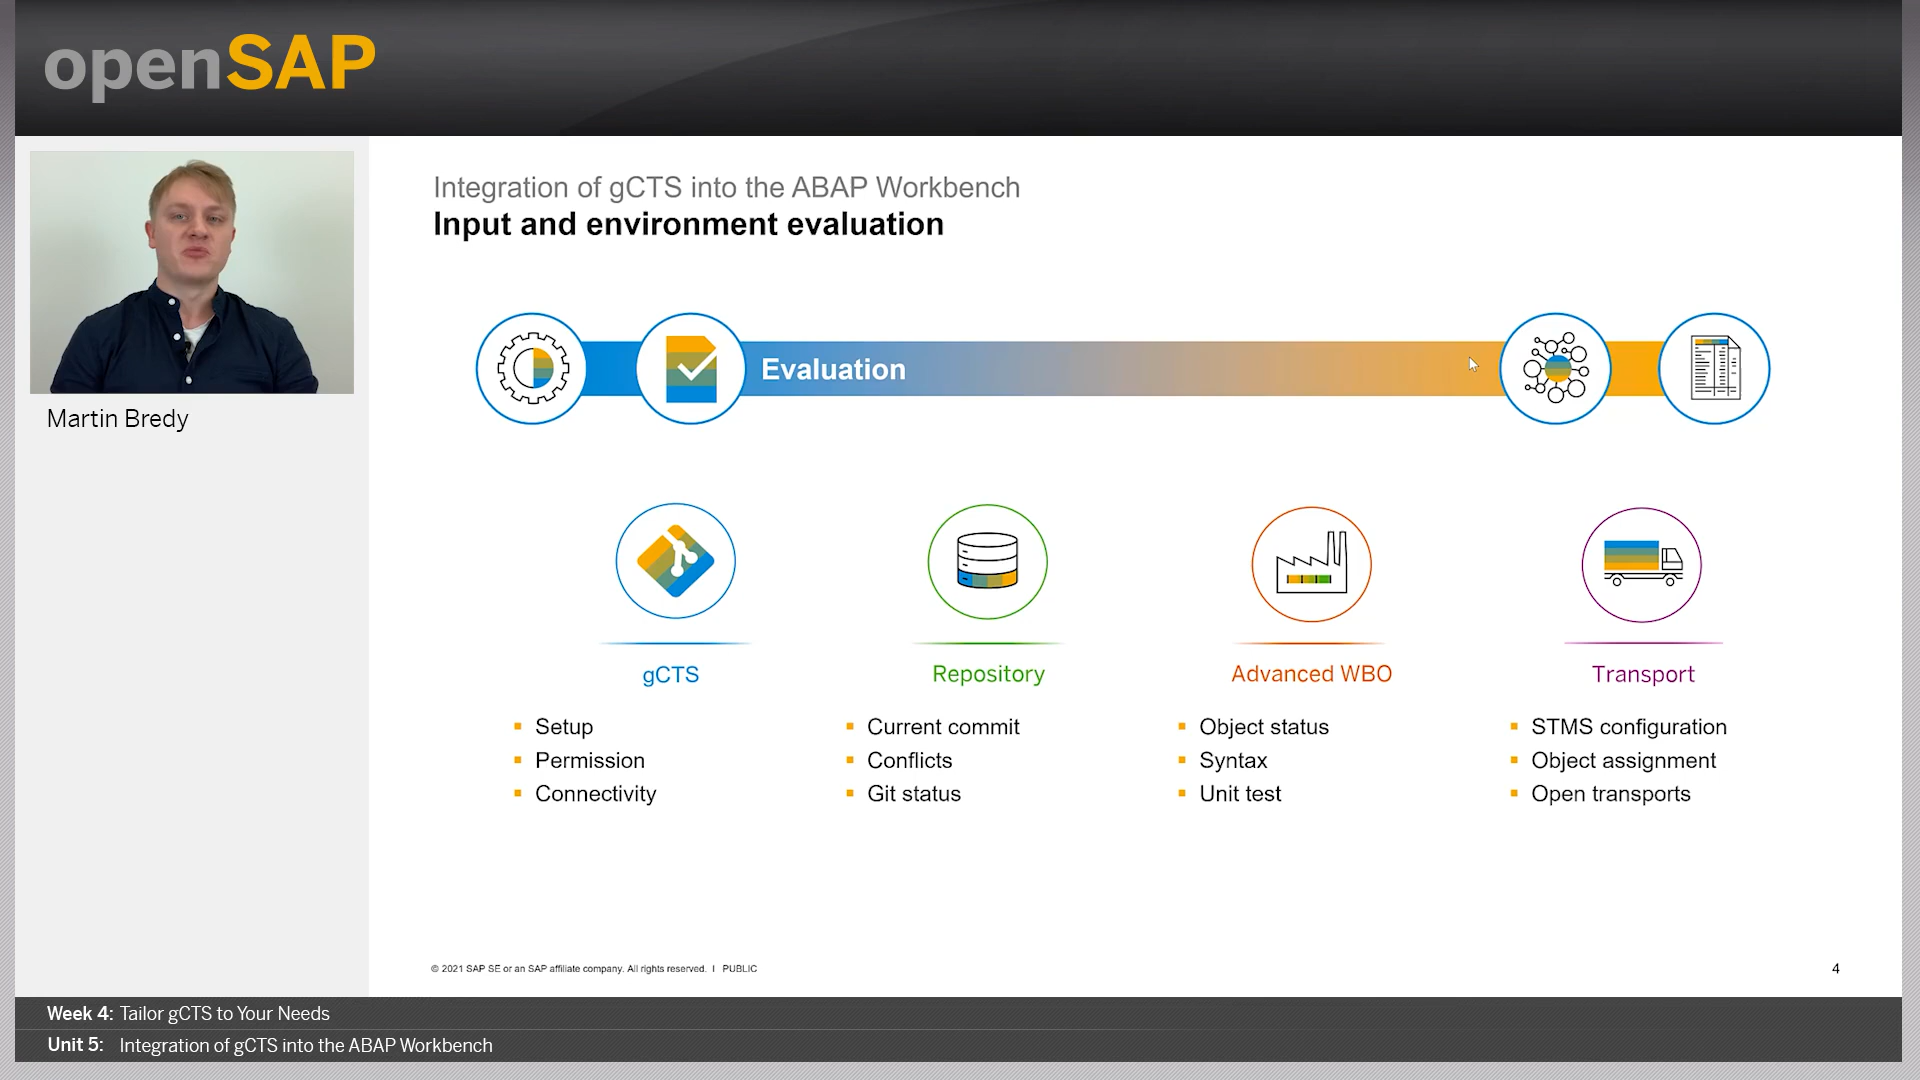 openSAP
Martin Bredy
Integration of gCTS into the ABAP Workbench
Input and environment evaluation
Evaluation
gCTS
Setup
Permission
Connectivity
Repository
Current commit
Conflicts
Git status
Advanced WBO
Object status
Syntax
Unit test
Transport
STMS configuration
Object assignment
Open transports
© 2021 SAP SE or an SAP affiliate company. All rights reserved. I PUBLIC
4
Week 4: Tailor gCTS to Your Needs
Unit 5: Integration of gCTS into the ABAP Workbench